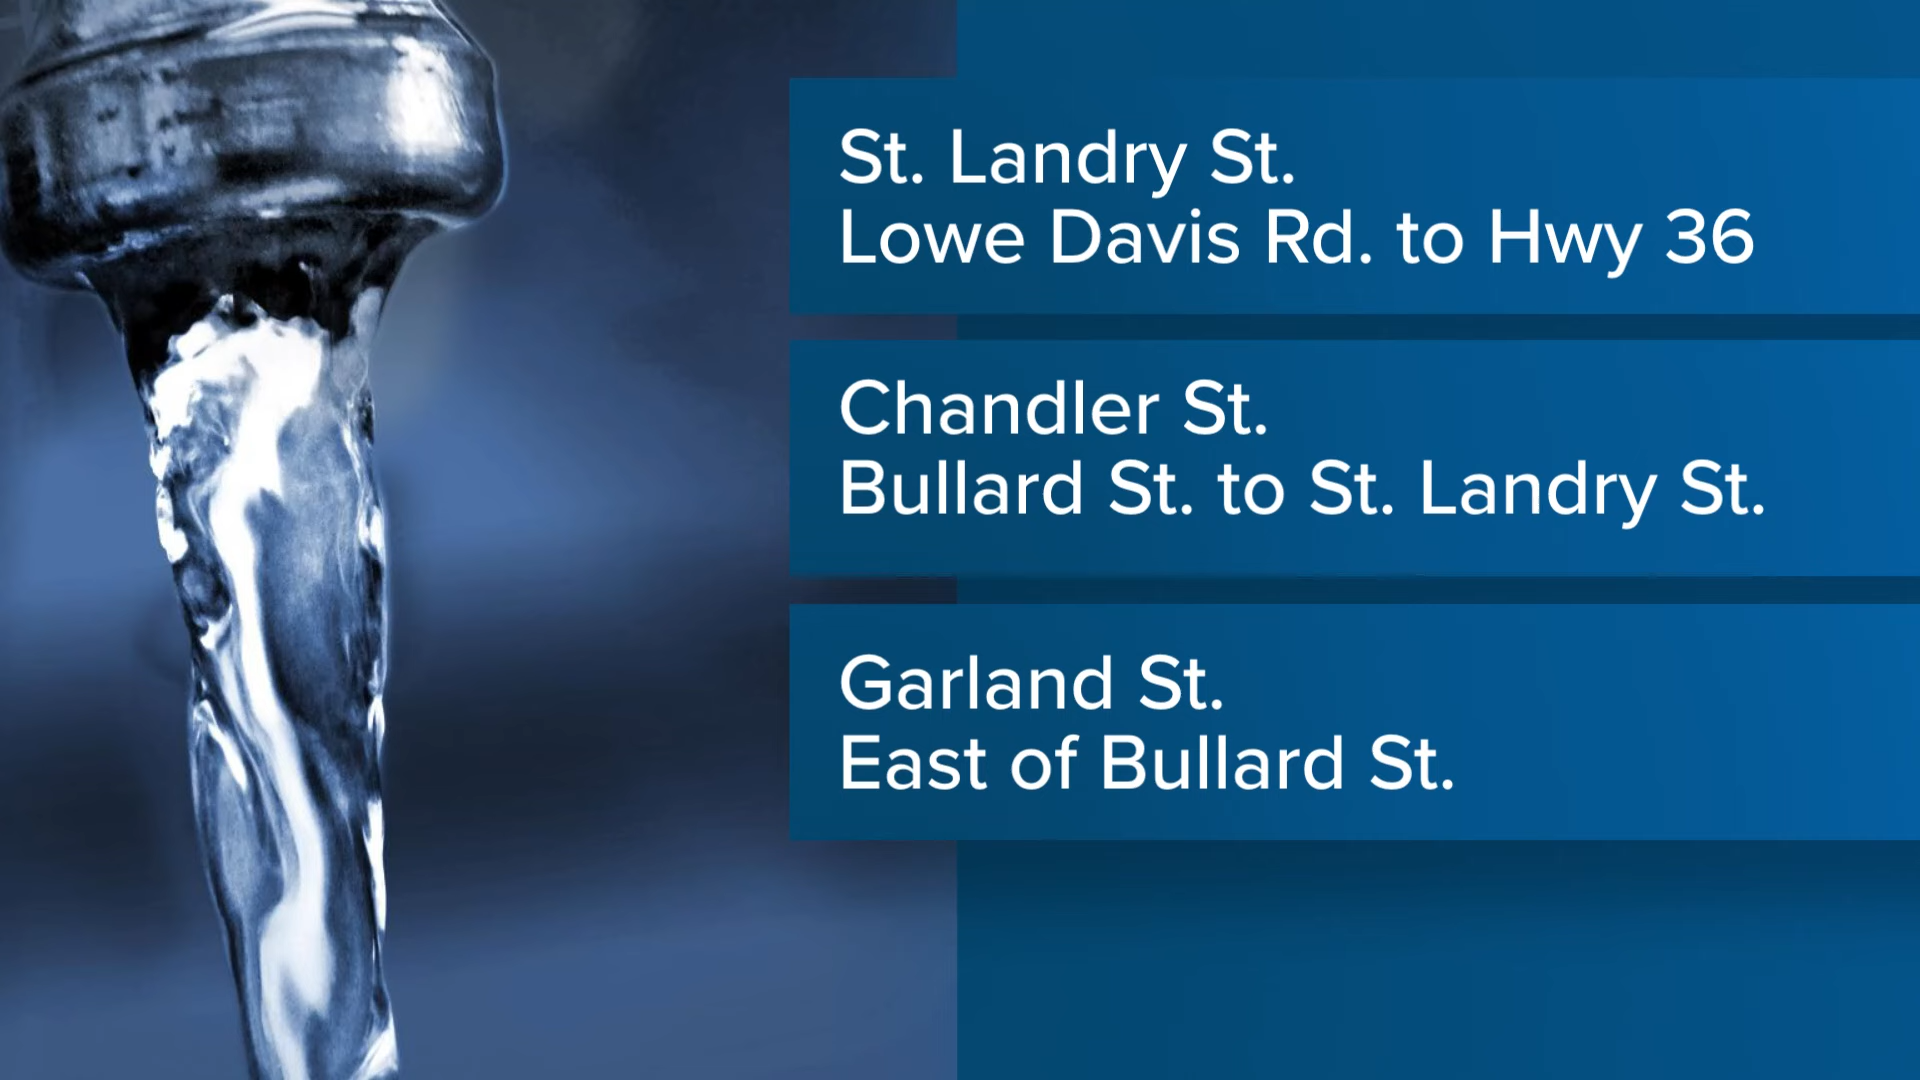 St. Landry St.
Lowe Davis Rd. to Hwy 36
Chandler St.
Bullard St. to St. Landry St.
Garland St.
East of Bullard St.